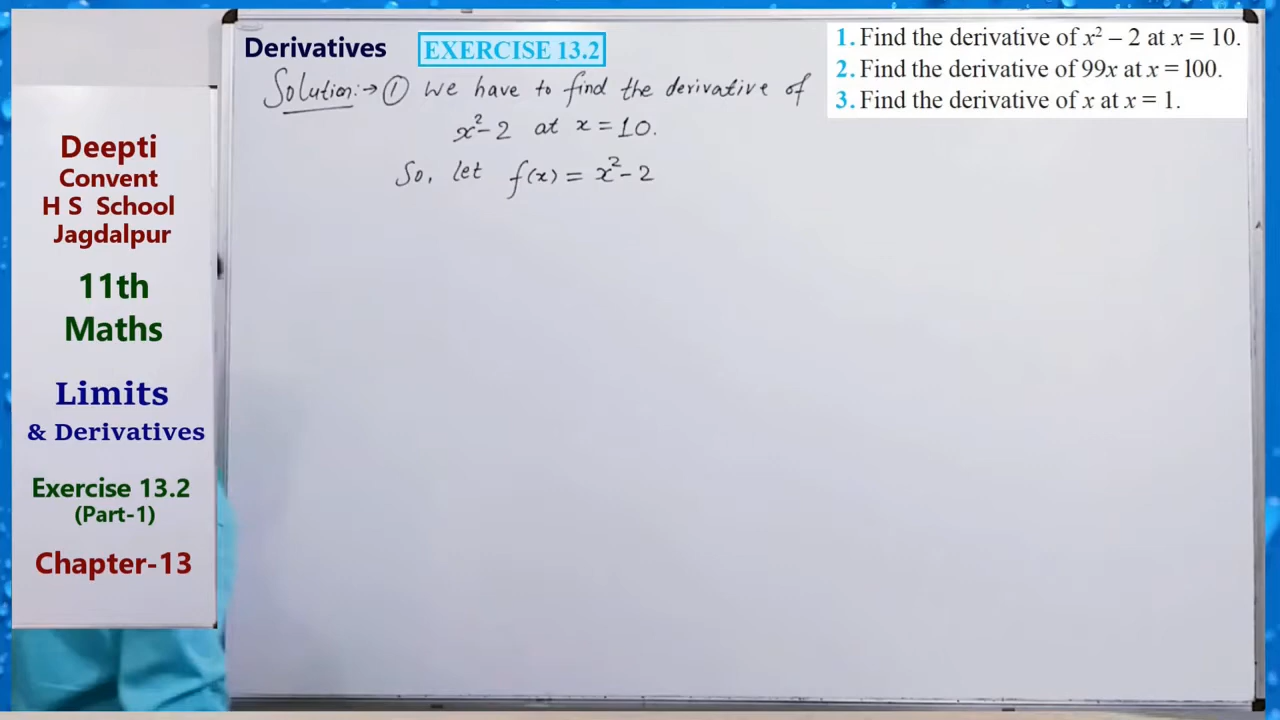 Deepti
Convent
H S School
Jagdalpur
11th
Maths
Limits
& Derivatives
Exercise 13.2
(Part-1)
Chapter-13
Derivatives EXERCISE 13.2
1. Find the derivative of x² – 2 at x = 10.
2. Find the derivative of 99x at x = 100.
3. Find the derivative of x at x = 1.
Solution:→ ① We have to find the derivative of
x²-2 at x = 10.
So, let f(x) = x²-2